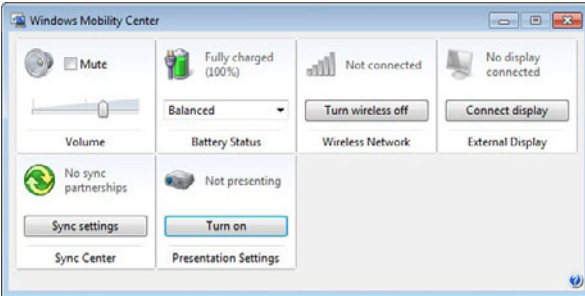 Windows Mobility Center
Mute
Volume
Fully charged
(100%)
Balanced
Battery Status
Not connected
Turn wireless off
Wireless Network
No display
connected
Connect display
External Display
No sync
partnerships
Sync settings
Sync Center
Not presenting
Turn on
Presentation Settings